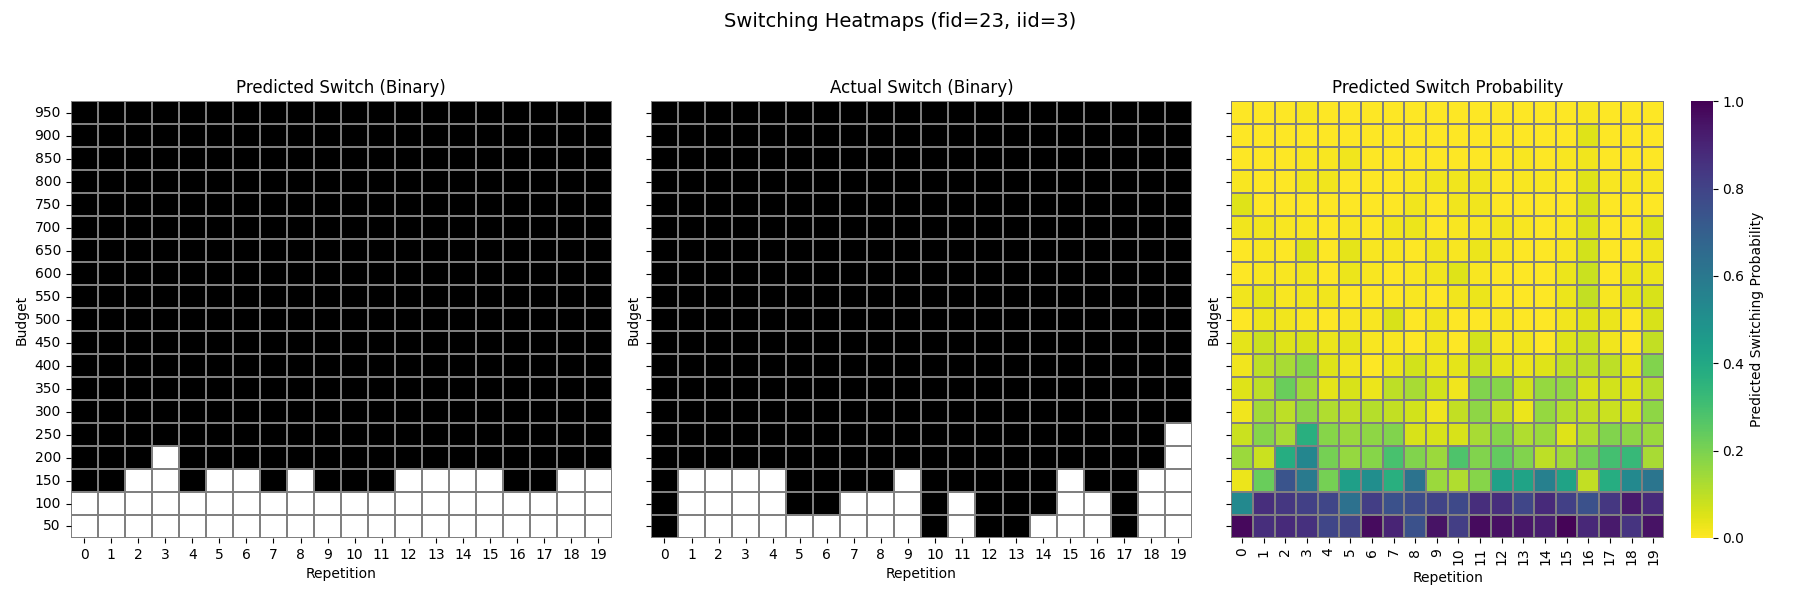 Switching Heatmaps (fid=23, iid=3)
Predicted Switch (Binary)
Budget
950
900
850
800
750
700
650
600
550
500
450
400
350
300
250
200
150
100
50
0 1 2 3 4 5 6 7 8 9 10 11 12 13 14 15 16 17 18 19
Repetition
Actual Switch (Binary)
Budget
0 1 2 3 4 5 6 7 8 9 10 11 12 13 14 15 16 17 18 19
Repetition
Predicted Switch Probability
Budget
0 1 2 3 4 5 6 7 8 9 10 11 12 13 14 15 16 17 18 19
Repetition
1.0
0.8
0.6
0.4
0.2
0.0
Predicted Switching Probability